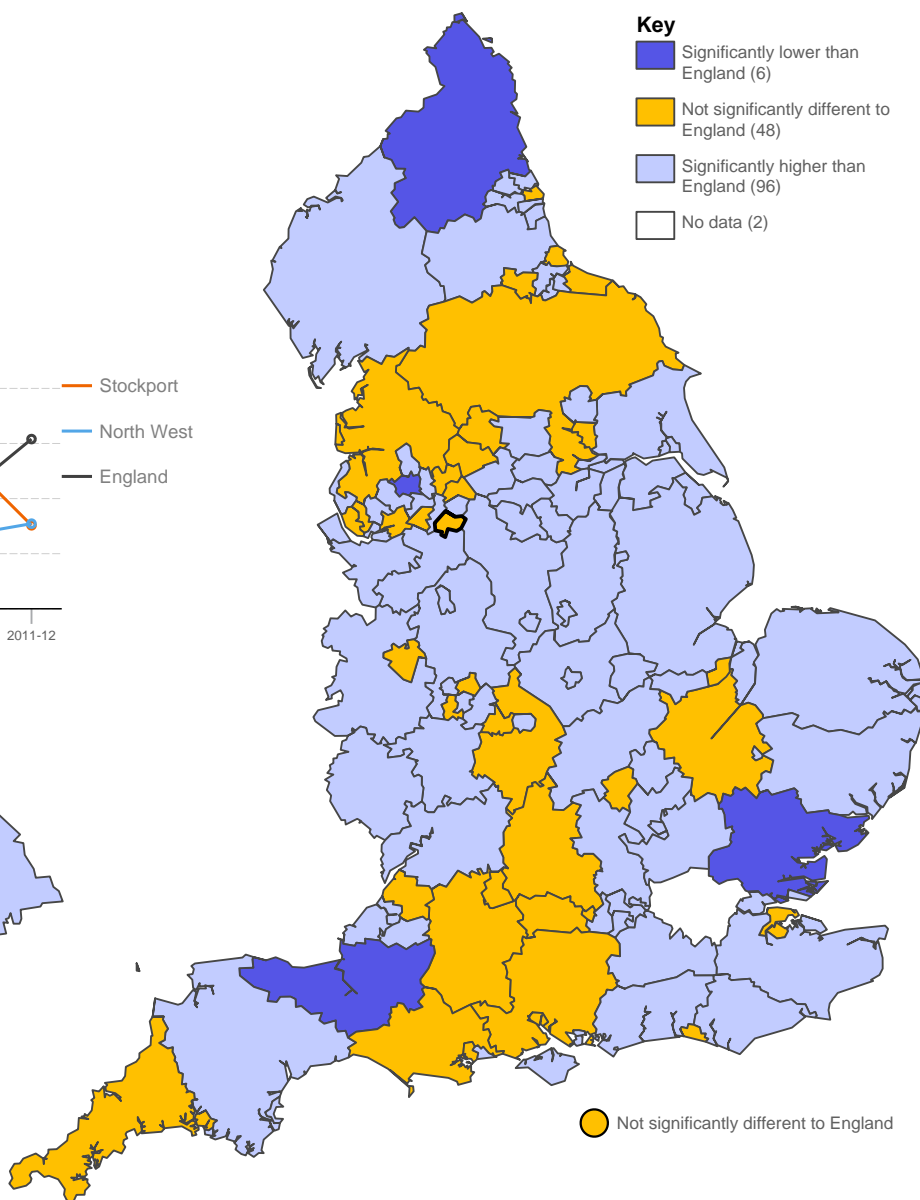 Key
Significantly lower than
England (6)
Not significantly different to
England (48)
Significantly higher than
England (96)
No data (2)
Stockport
North West
England
2011-12
Not significantly different to England